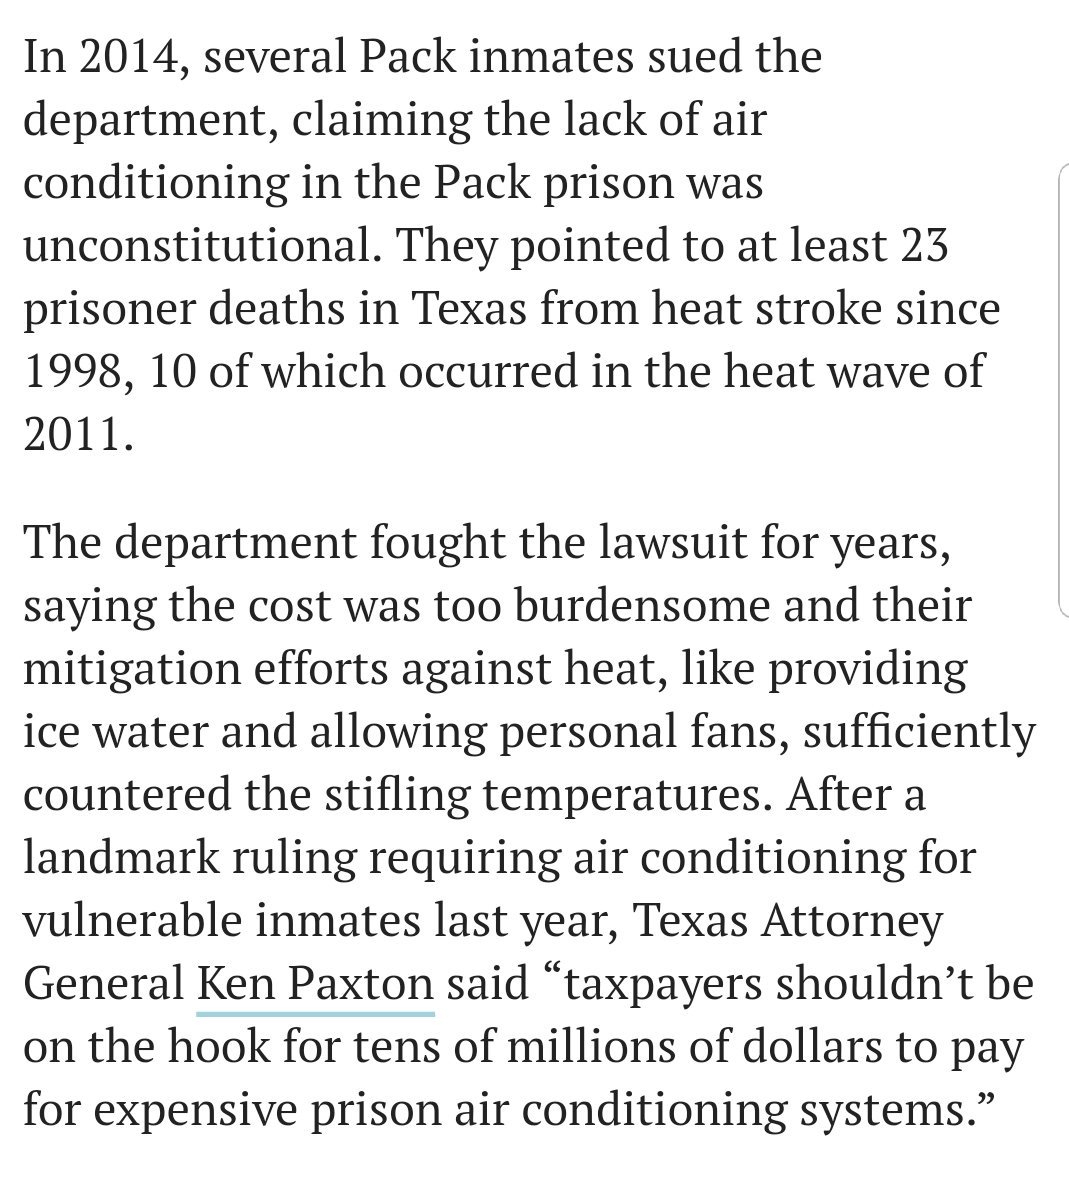 In 2014, several Pack inmates sued the
department, claiming the lack of air
conditioning in the Pack prison was
unconstitutional. They pointed to at least 23
prisoner deaths in Texas from heat stroke since
1998, 10 of which occurred in the heat wave of
2011.
The department fought the lawsuit for years,
saying the cost was too burdensome and their
mitigation efforts against heat, like providing
ice water and allowing personal fans, sufficiently
countered the stifling temperatures. After a
landmark ruling requiring air conditioning for
vulnerable inmates last year, Texas Attorney
General Ken Paxton said “taxpayers shouldn’t be
on the hook for tens of millions of dollars to pay
for expensive prison air conditioning systems.”